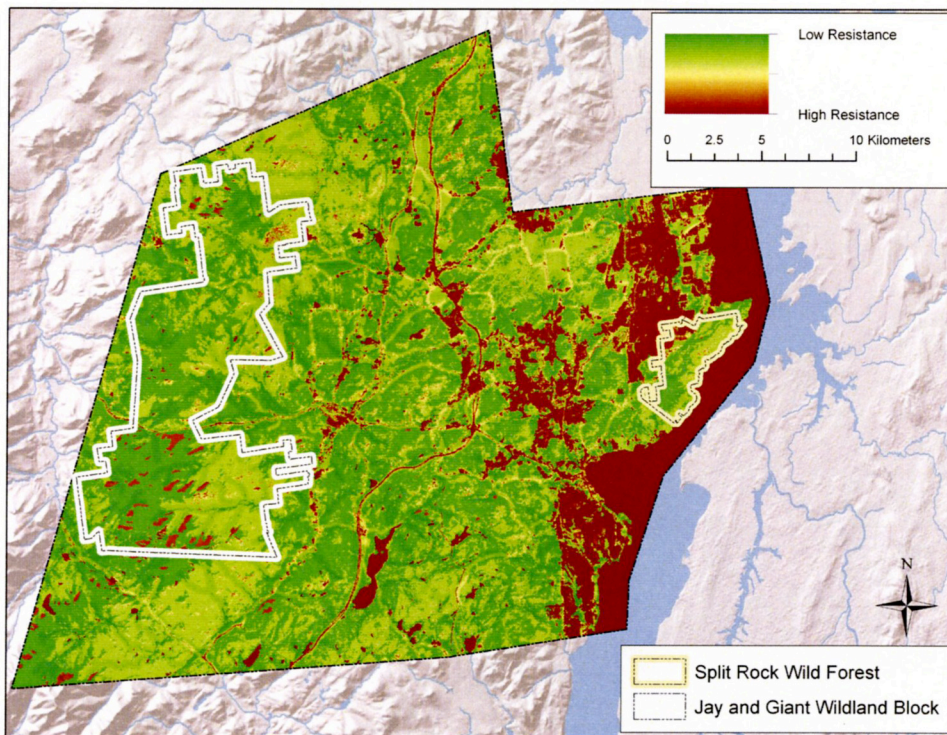 Low Resistance
High Resistance
0 2.5 5 10 Kilometers
N
Split Rock Wild Forest
Jay and Giant Wildland Block